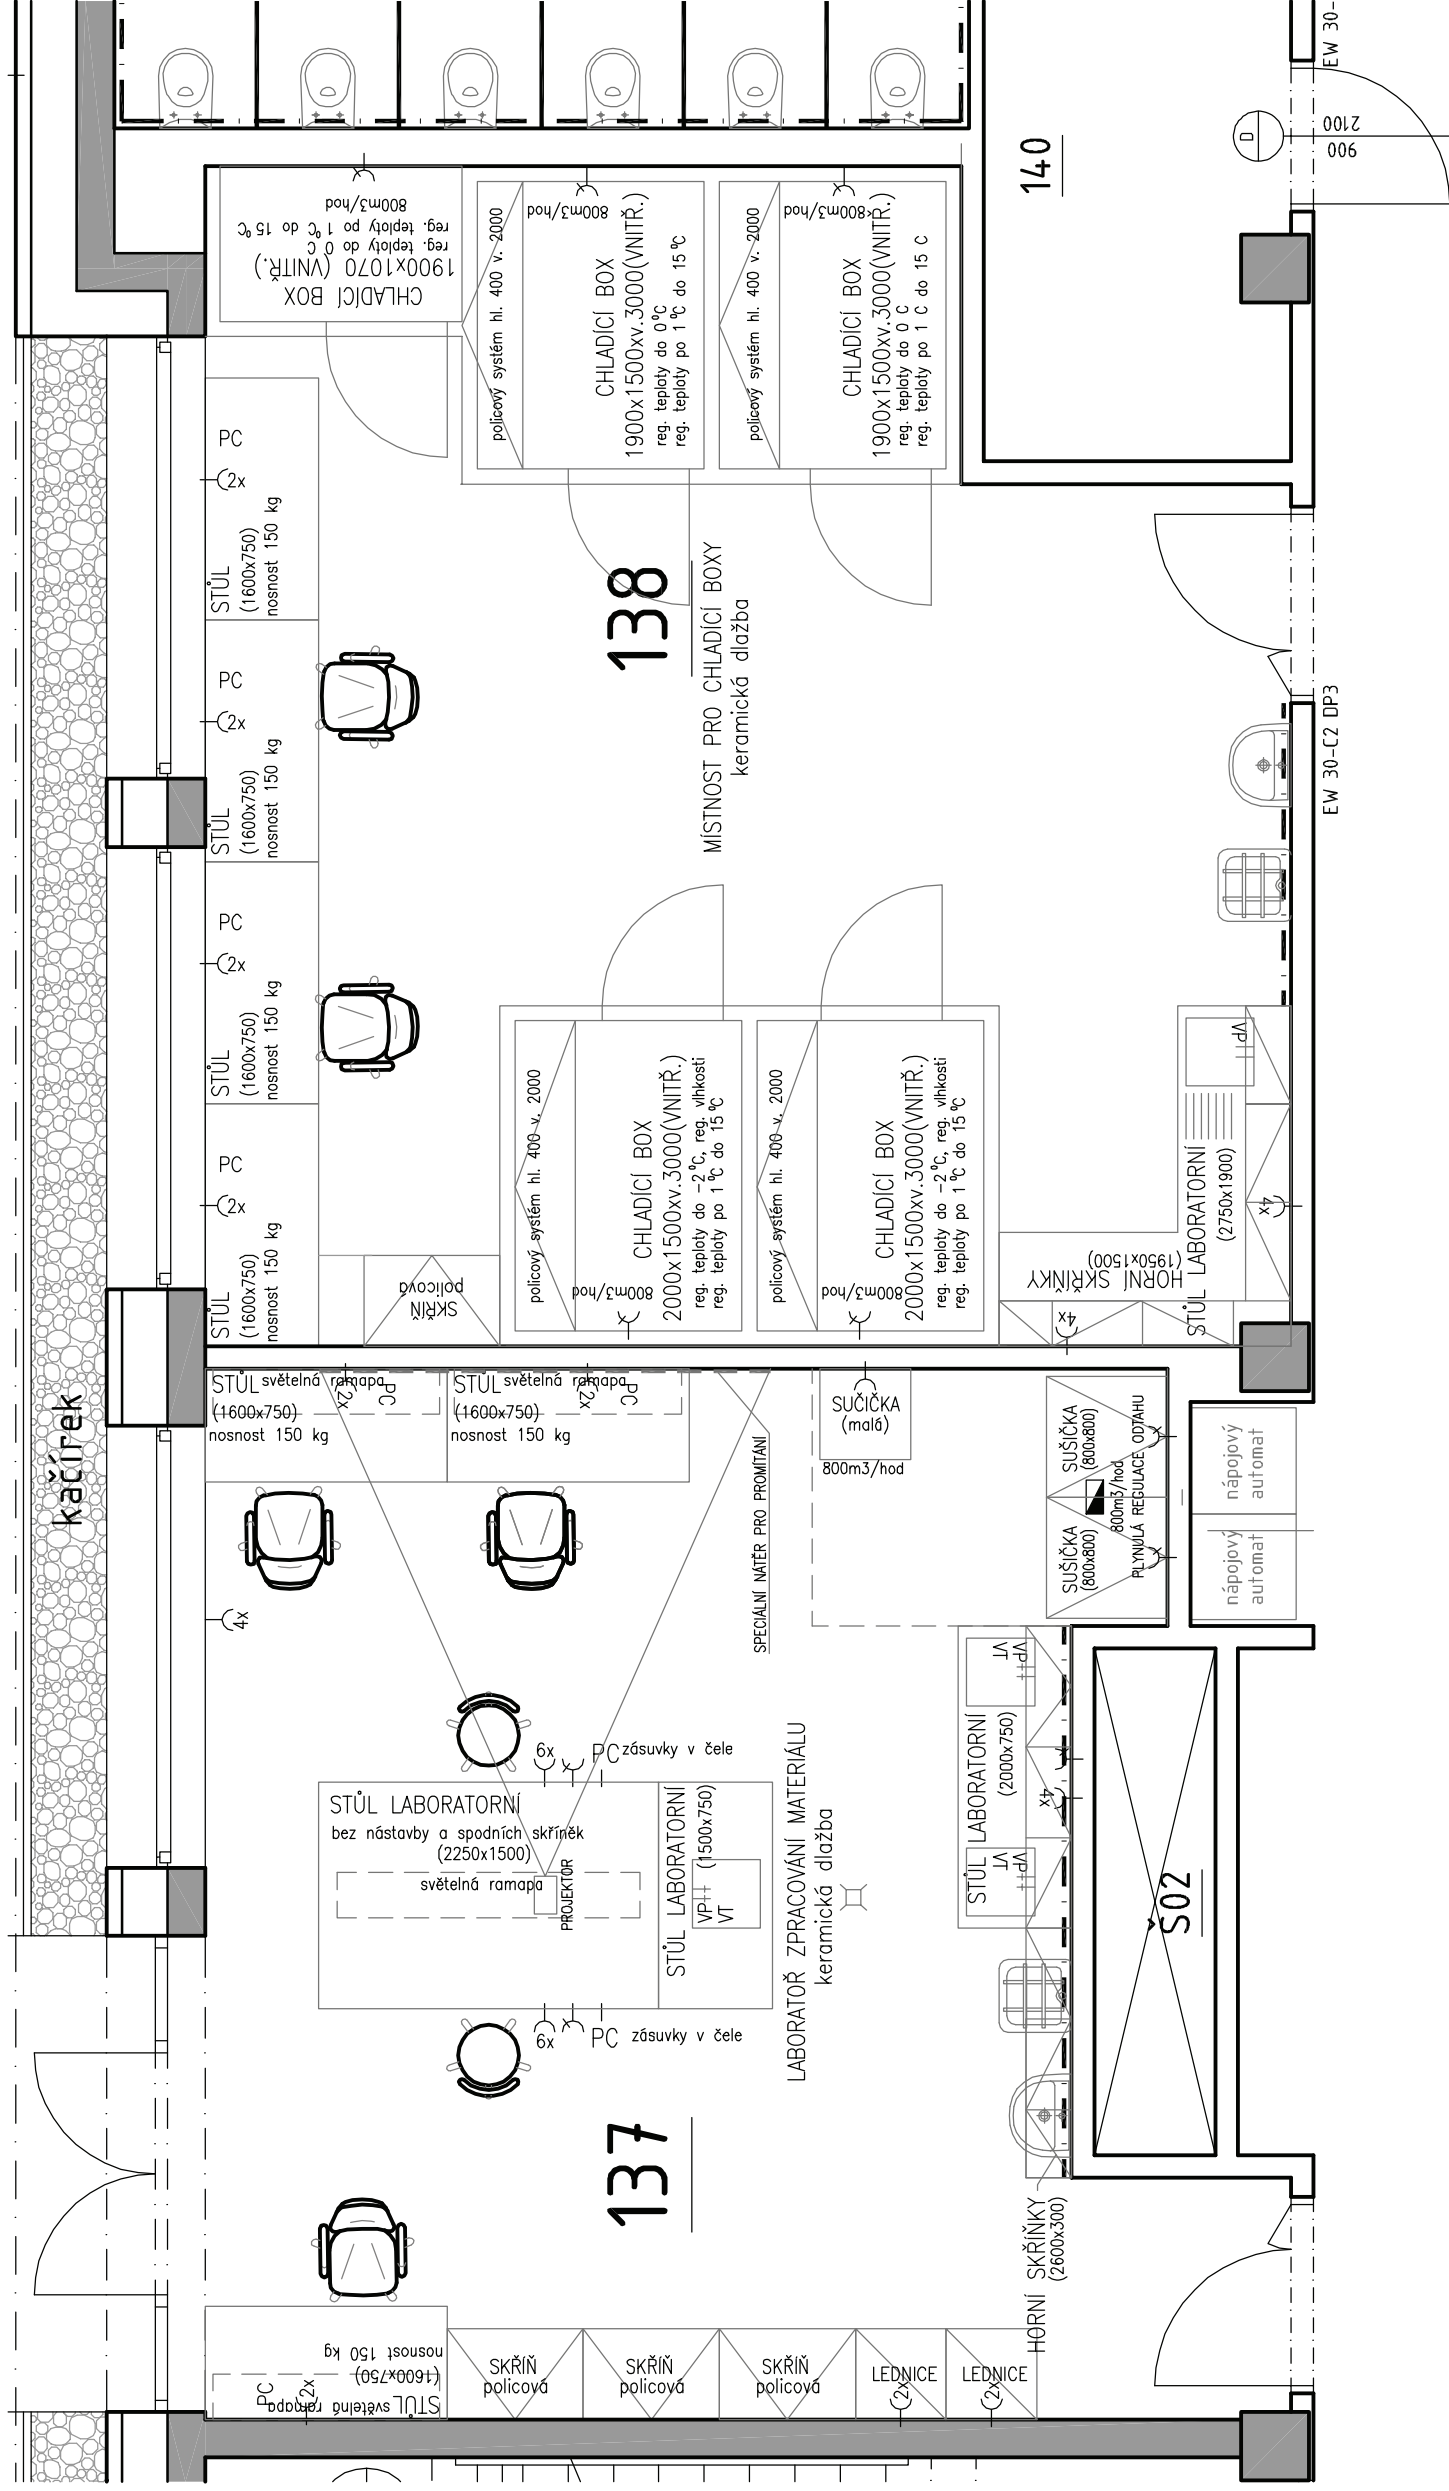 EW 30-
2100
900
D
140
800m3/hod
reg. teploty po 1°C do 15°C
reg. teploty do 0°C
1900x1070 (VNITŘ.)
CHLADÍCÍ BOX
policový systém hl. 400 v. 2000
800m3/hod
CHLADÍCÍ BOX
1900x1500xv.3000(VNITŘ.)
reg. teploty do 0°C
reg. teploty po 1°C do 15°C
policový systém hl. 400 v. 2000
800m3/hod
CHLADÍCÍ BOX
1900x1500xv.3000(VNITŘ.)
reg. teploty do 0 C
reg. teploty po 1 C do 15 C
PC
2x
STŮL
(1600x750)
nosnost 150 kg
PC
2x
STŮL
(1600x750)
nosnost 150 kg
PC
2x
STŮL
(1600x750)
nosnost 150 kg
PC
2x
STŮL
(1600x750)
nosnost 150 kg
138
MÍSTNOST PRO CHLADÍCÍ BOXY
keramická dlažba
EW 30-C2 DP3
policový systém hl. 400 v. 2000
CHLADÍCÍ BOX
2000x1500xv.3000(VNITŘ.)
reg. teploty do -2°C, reg. vlhkosti
reg. teploty po 1°C do 15°C
800m3/hod
policový systém hl. 400 v. 2000
CHLADÍCÍ BOX
2000x1500xv.3000(VNITŘ.)
reg. teploty do -2°C, reg. vlhkosti
reg. teploty po 1°C do 15°C
800m3/hod
SKŘÍŇ
policová
VP
STŮL LABORATORNÍ
(2750x1900)
4x
HORNÍ SKŘÍŇKY
(1950x1500)
4x
kačírek
STŮL světelná ramapa
(1600x750)
nosnost 150 kg
2x
PC
STŮL světelná ramapa
(1600x750)
nosnost 150 kg
2x
PC
SPECIÁLNÍ NÁTĚR PRO PROMÍTÁNÍ
SUČIČKA
(malá)
800m3/hod
SUŠIČKA
(800x800)
SUŠIČKA
(800x800)
800m3/hod
PLYNULÁ REGULACE ODTAHU
nápojový
automat
nápojový
automat
4x
6x
PC zásuvky v čele
STŮL LABORATORNÍ
bez nástavby a spodních skříněk
(2250x1500)
světelná ramapa
PROJEKTOR
STŮL LABORATORNÍ
(1500x750)
VP
VT
6x
PC zásuvky v čele
LABORATOŘ ZPRACOVÁNÍ MATERIÁLU
keramická dlažba
VP
VT
STŮL LABORATORNÍ
(2000x750)
4x
VP
VT
Š02
137
HORNÍ SKŘÍŇKY
(2600x300)
nosnost 150 kg
(1600x750)
STŮL světelná ramapa
PC
2x
SKŘÍŇ
policová
SKŘÍŇ
policová
SKŘÍŇ
policová
LEDNICE
2x
LEDNICE
2x